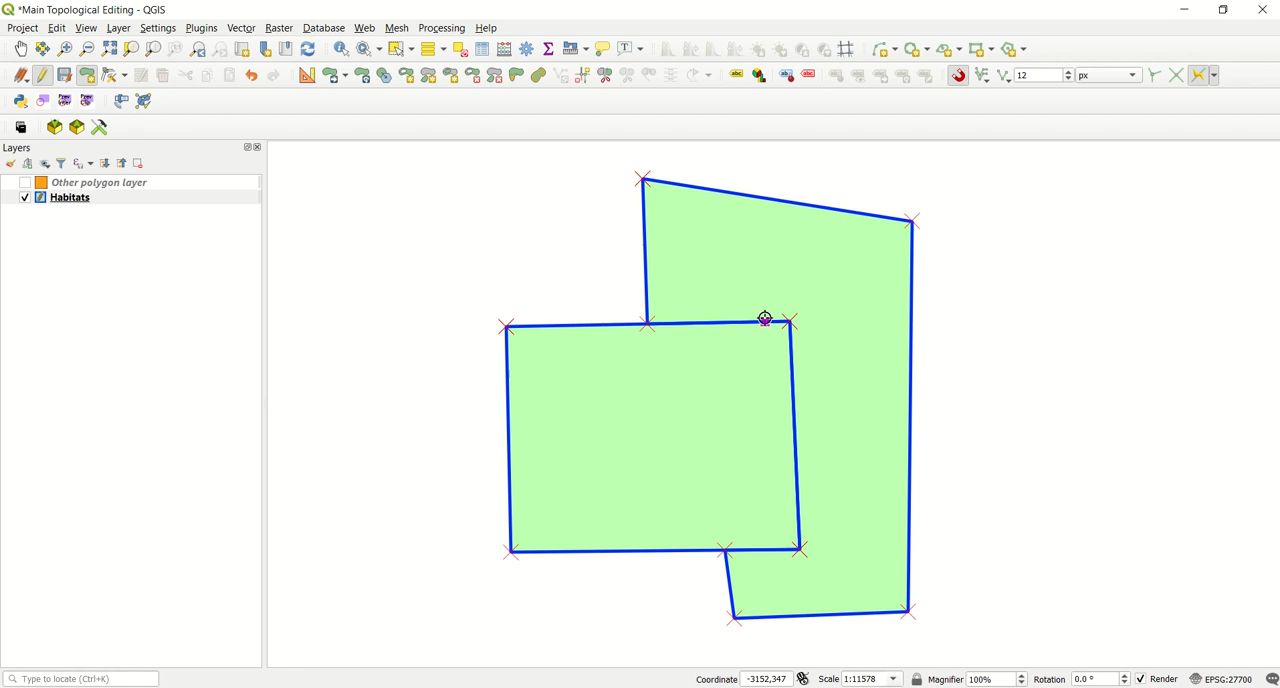 *Main Topological Editing - QGIS
Project Edit View Layer Settings Plugins Vector Raster Database Web Mesh Processing Help
12 px
Layers
Other polygon layer
Habitats
Type to locate (Ctrl+K) Coordinate -3152,347 Scale 1:11578 Magnifier 100% Rotation 0.0 ° Render EPSG:27700